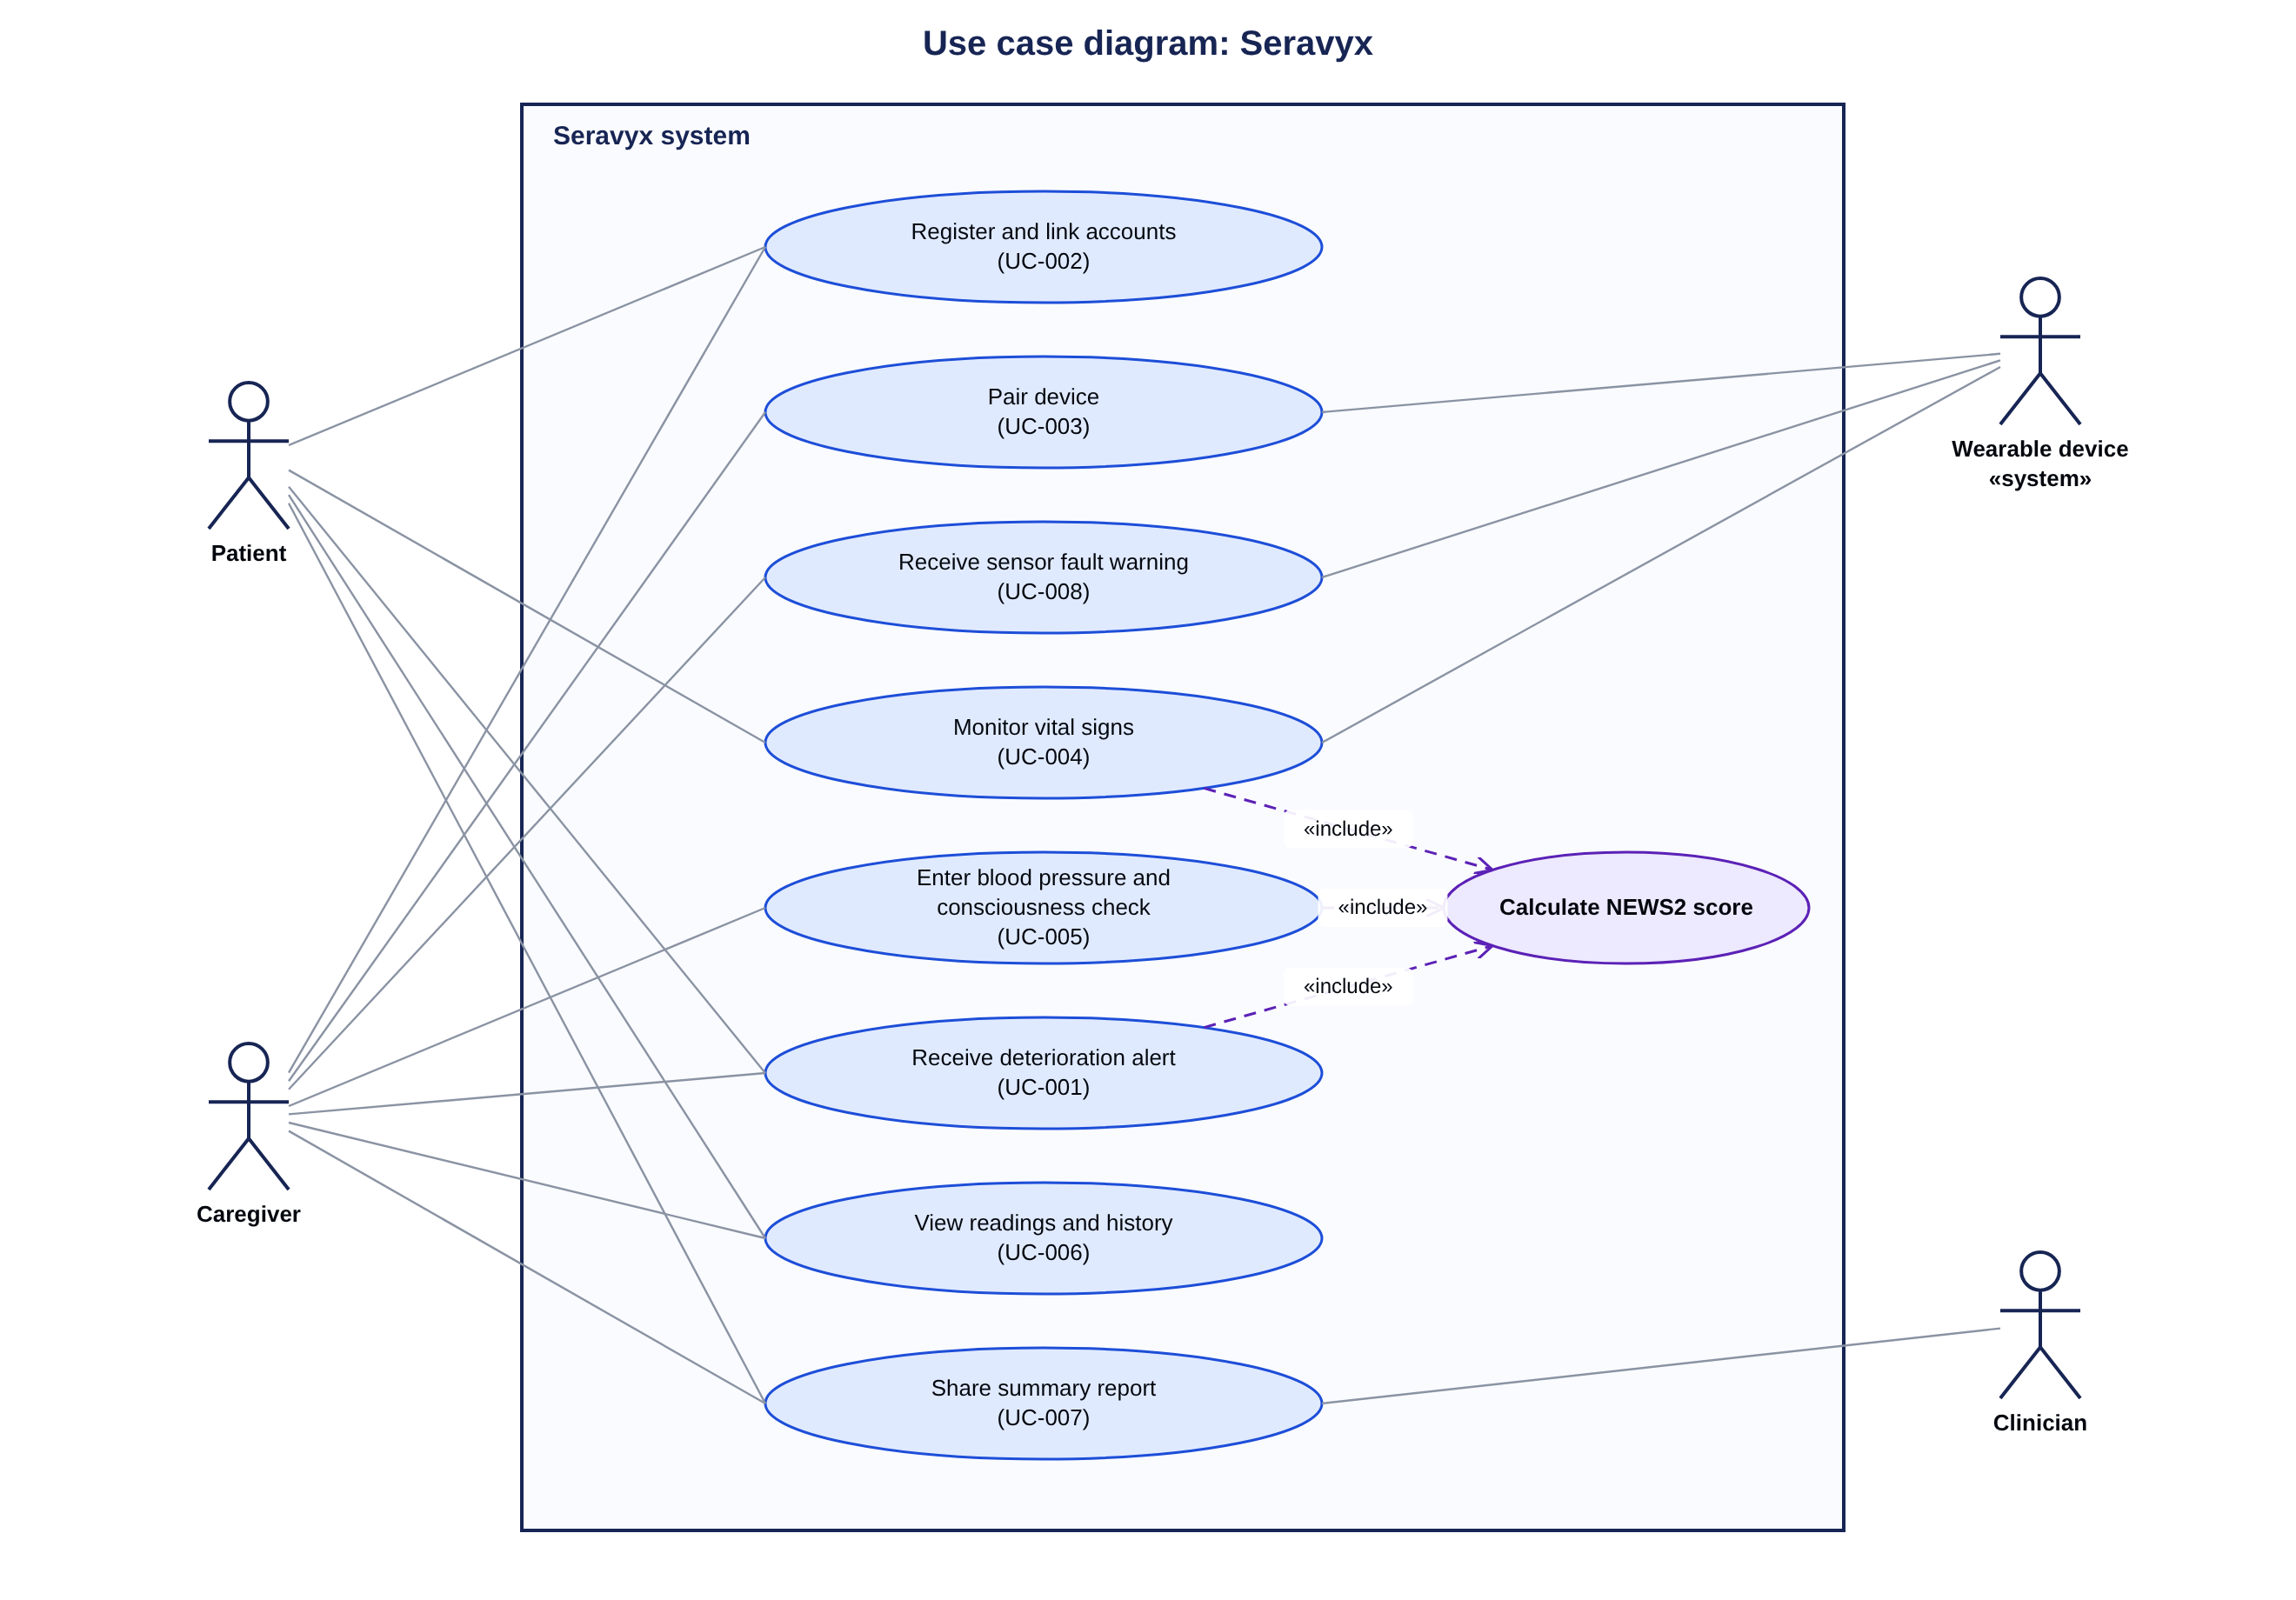 Use case diagram: Seravyx
Seravyx system
Register and link accounts
(UC-002)
Pair device
(UC-003)
Wearable device
«system»
Patient
Receive sensor fault warning
(UC-008)
Monitor vital signs
(UC-004)
«include»
Enter blood pressure and
consciousness check
(UC-005)
«include»
Calculate NEWS2 score
«include»
Receive deterioration alert
(UC-001)
Caregiver
View readings and history
(UC-006)
Share summary report
(UC-007)
Clinician